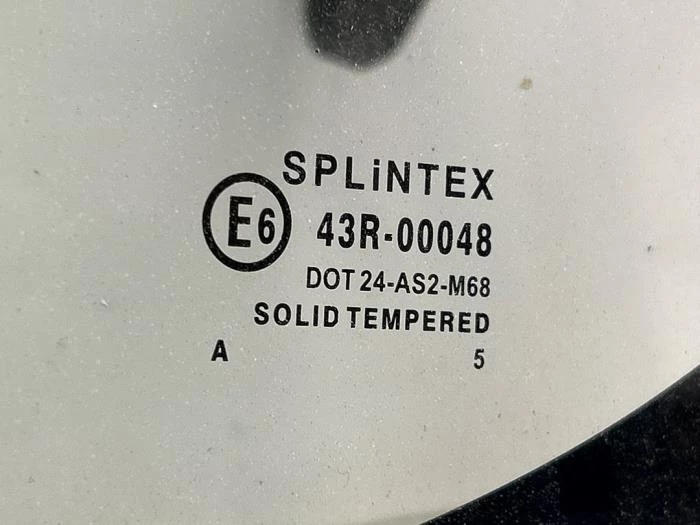 SPLiNTEX
E6 43R-00048
DOT 24-AS2-M68
SOLID TEMPERED
A 5